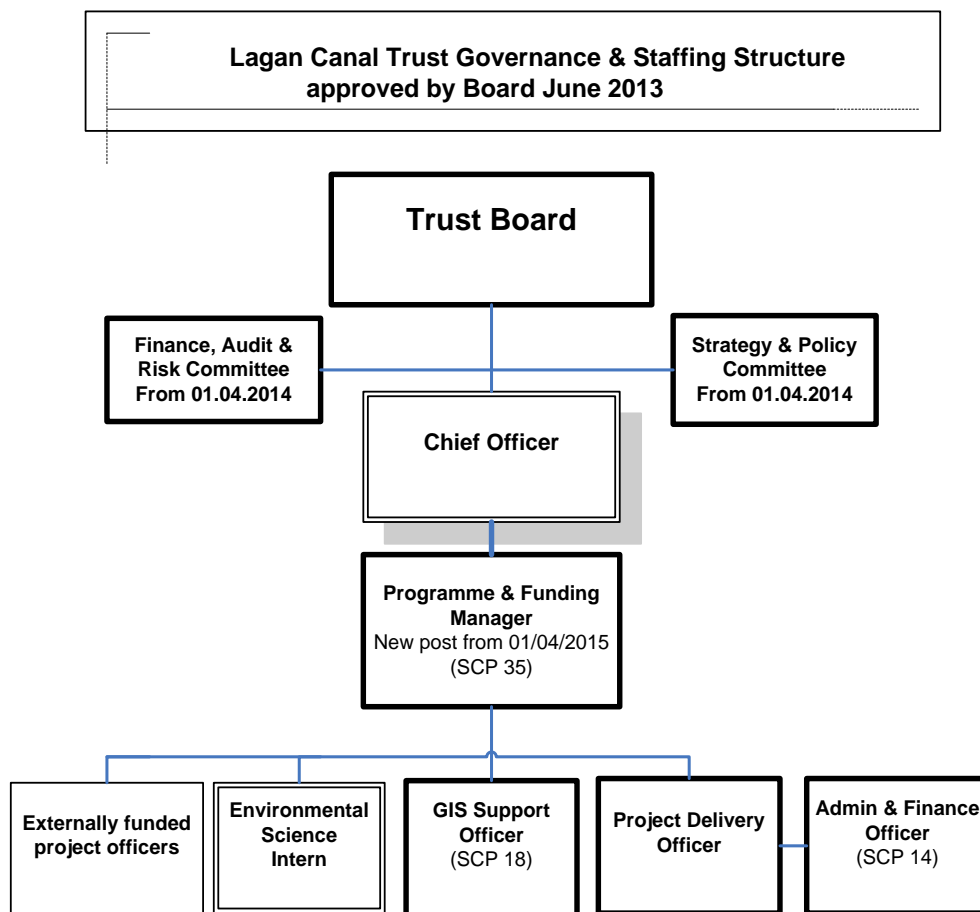 Lagan Canal Trust Governance & Staffing Structure
approved by Board June 2013
Trust Board
Finance, Audit &
Risk Committee
From 01.04.2014
Strategy & Policy
Committee
From 01.04.2014
Chief Officer
Programme & Funding
Manager
New post from 01/04/2015
(SCP 35)
Externally funded
project officers
Environmental
Science
Intern
GIS Support
Officer
(SCP 18)
Project Delivery
Officer
Admin & Finance
Officer
(SCP 14)